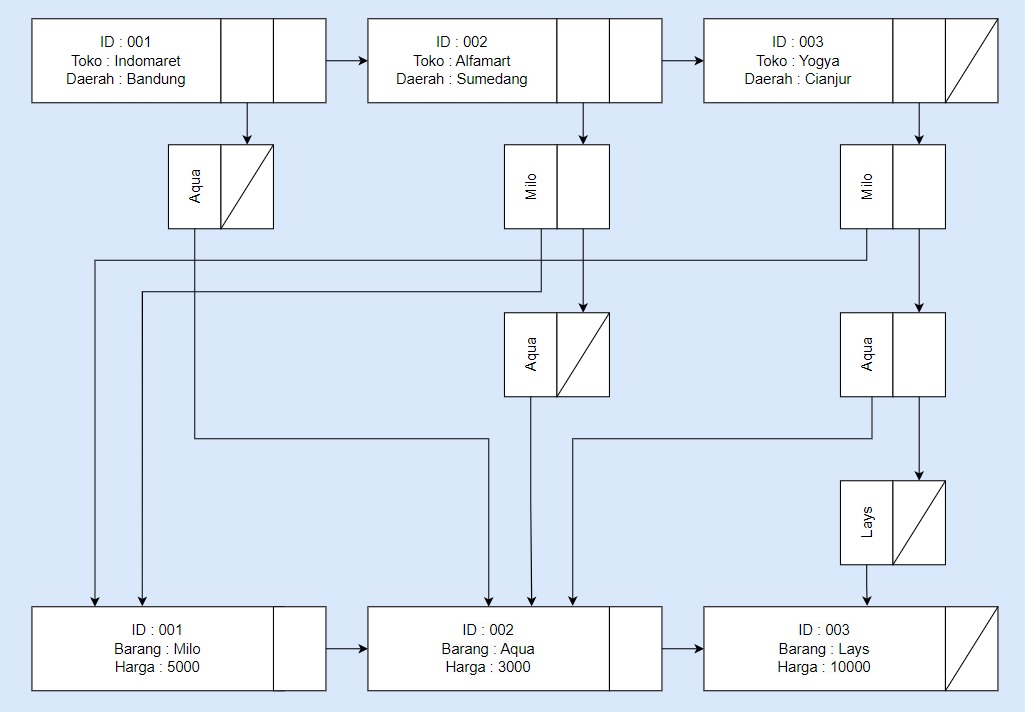 ID : 001
Toko : Indomaret
Daerah : Bandung
ID : 002
Toko : Alfamart
Daerah : Sumedang
ID : 003
Toko : Yogya
Daerah : Cianjur
Aqua
Milo
Milo
Aqua
Aqua
Lays
ID : 001
Barang : Milo
Harga : 5000
ID : 002
Barang : Aqua
Harga : 3000
ID : 003
Barang : Lays
Harga : 10000